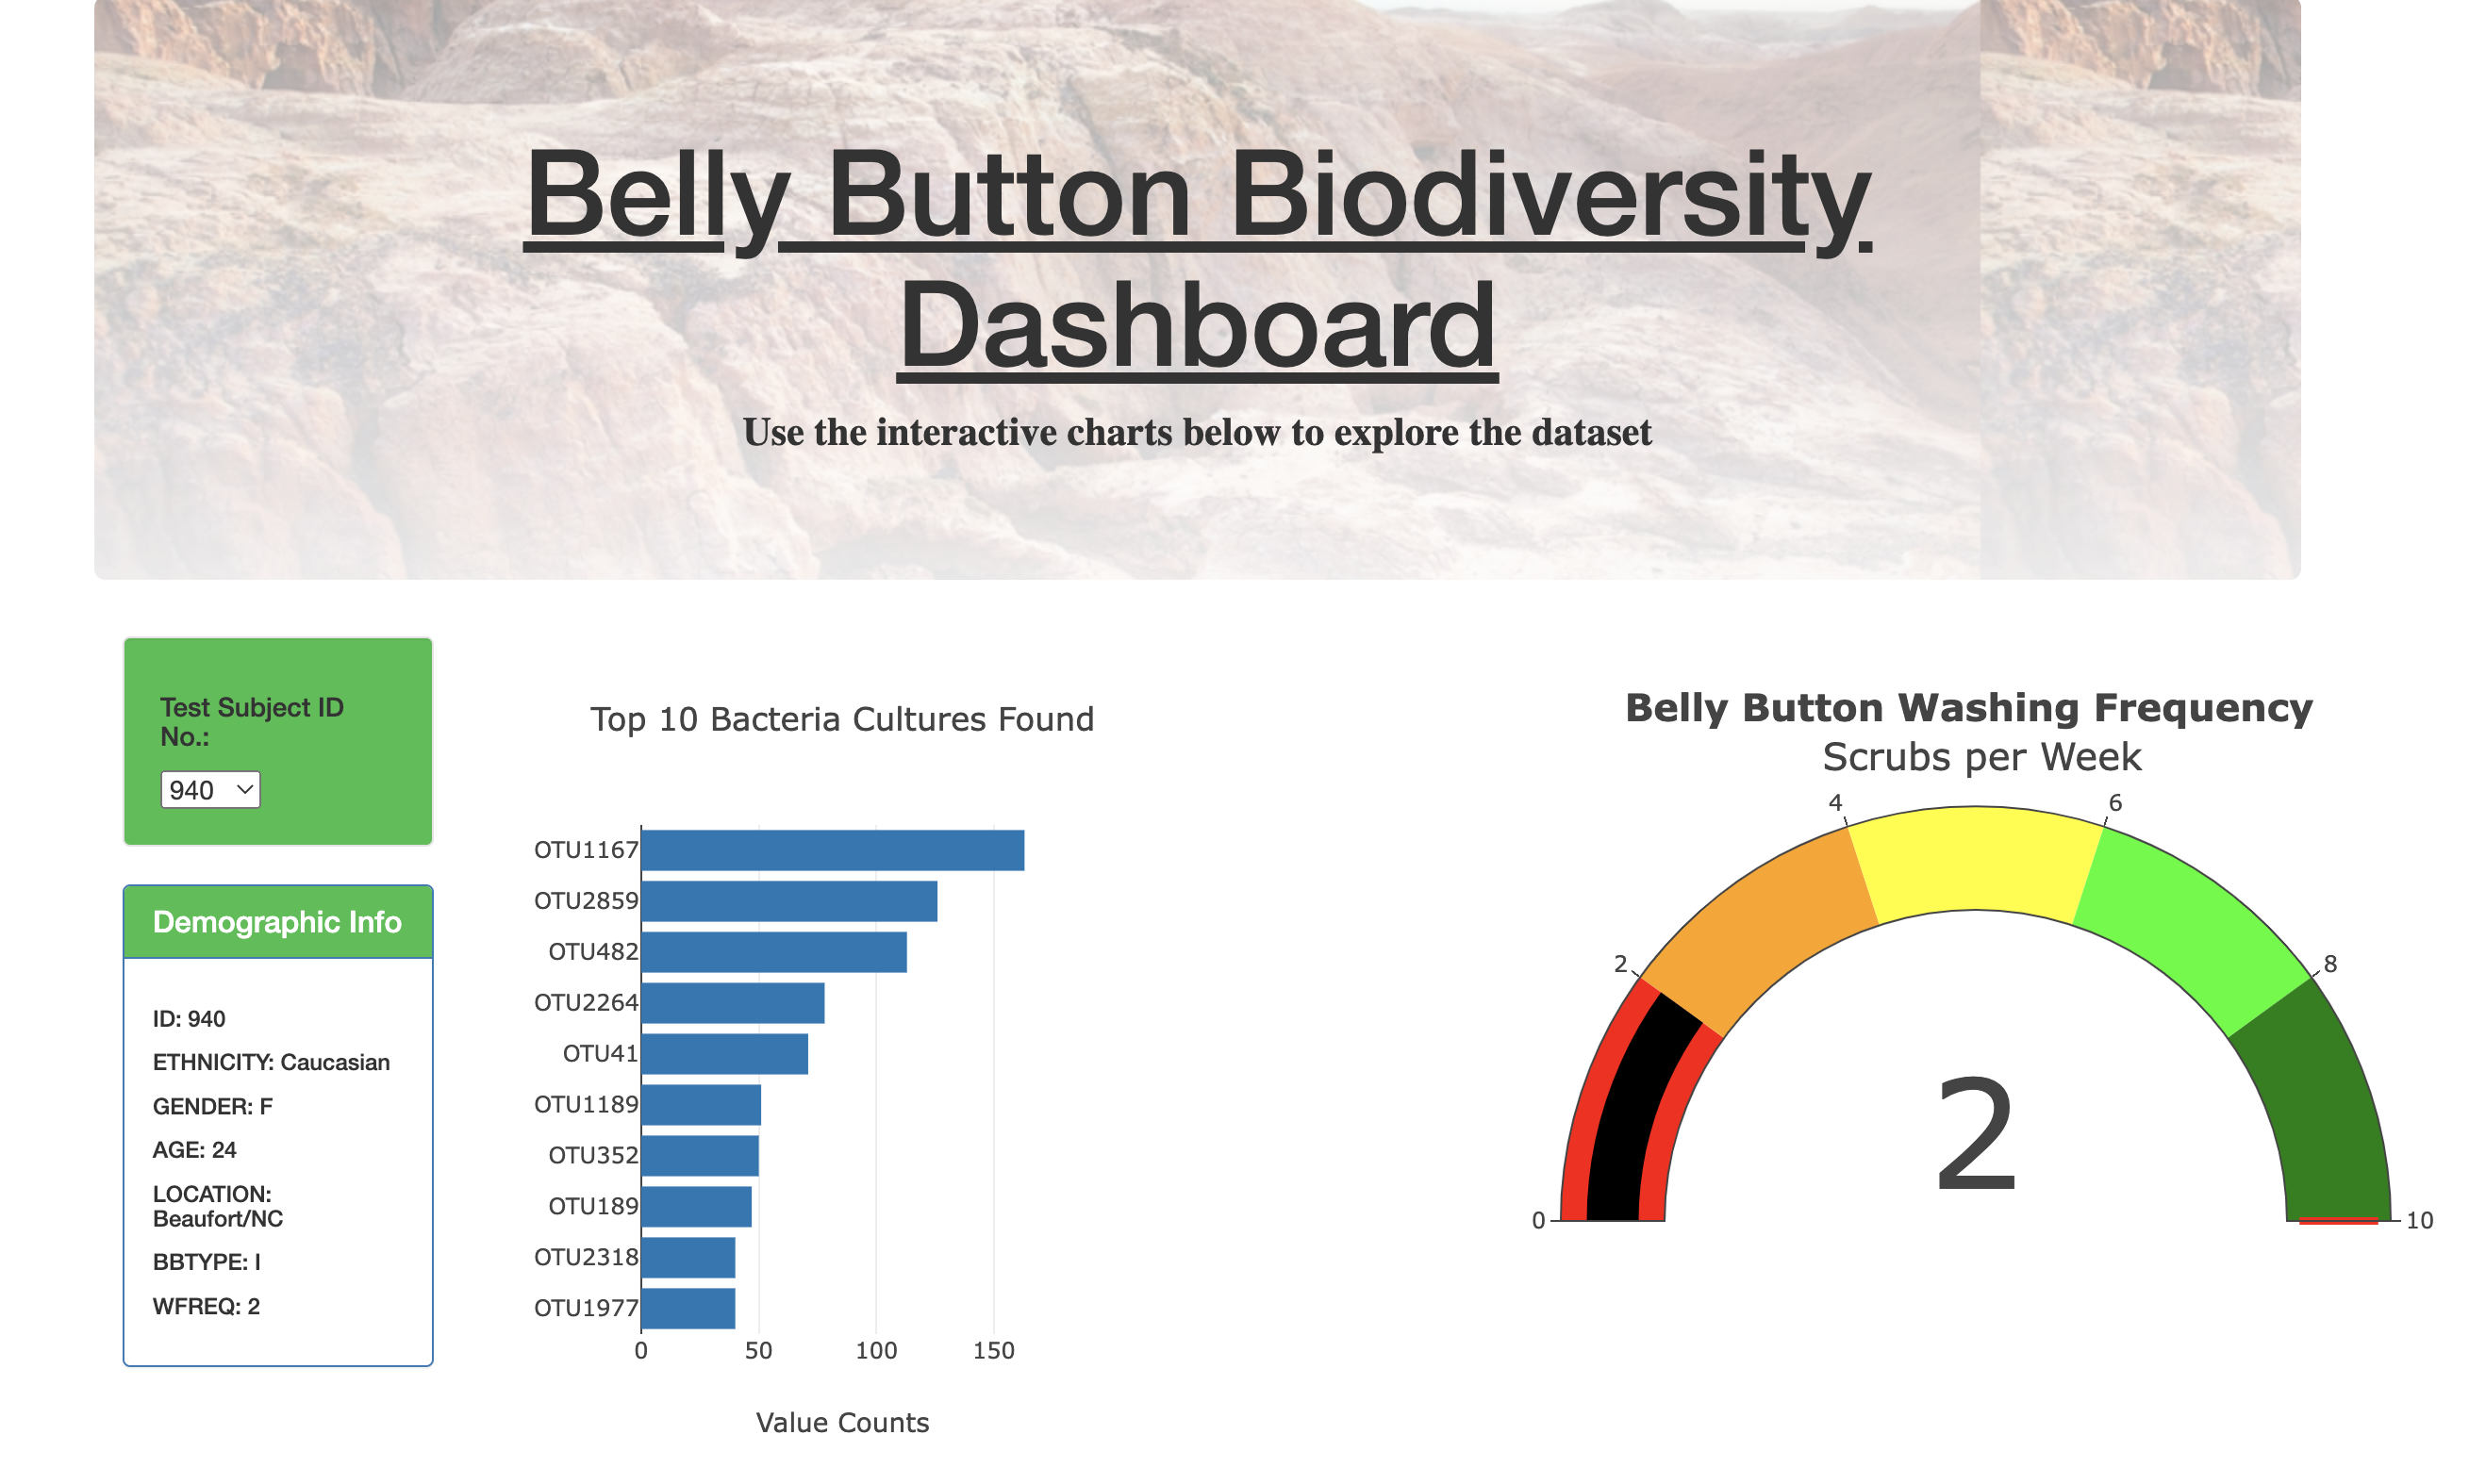 Belly Button Biodiversity
Dashboard
Use the interactive charts below to explore the dataset
Test Subject ID
No.:
940
Demographic Info
ID: 940
ETHNICITY: Caucasian
GENDER: F
AGE: 24
LOCATION:
Beaufort/NC
BBTYPE: I
WFREQ: 2
Top 10 Bacteria Cultures Found
OTU1167
OTU2859
OTU482
OTU2264
OTU41
OTU1189
OTU352
OTU189
OTU2318
OTU1977
0 50 100 150
Value Counts
Belly Button Washing Frequency
Scrubs per Week
4 6
2 8
2
0 10